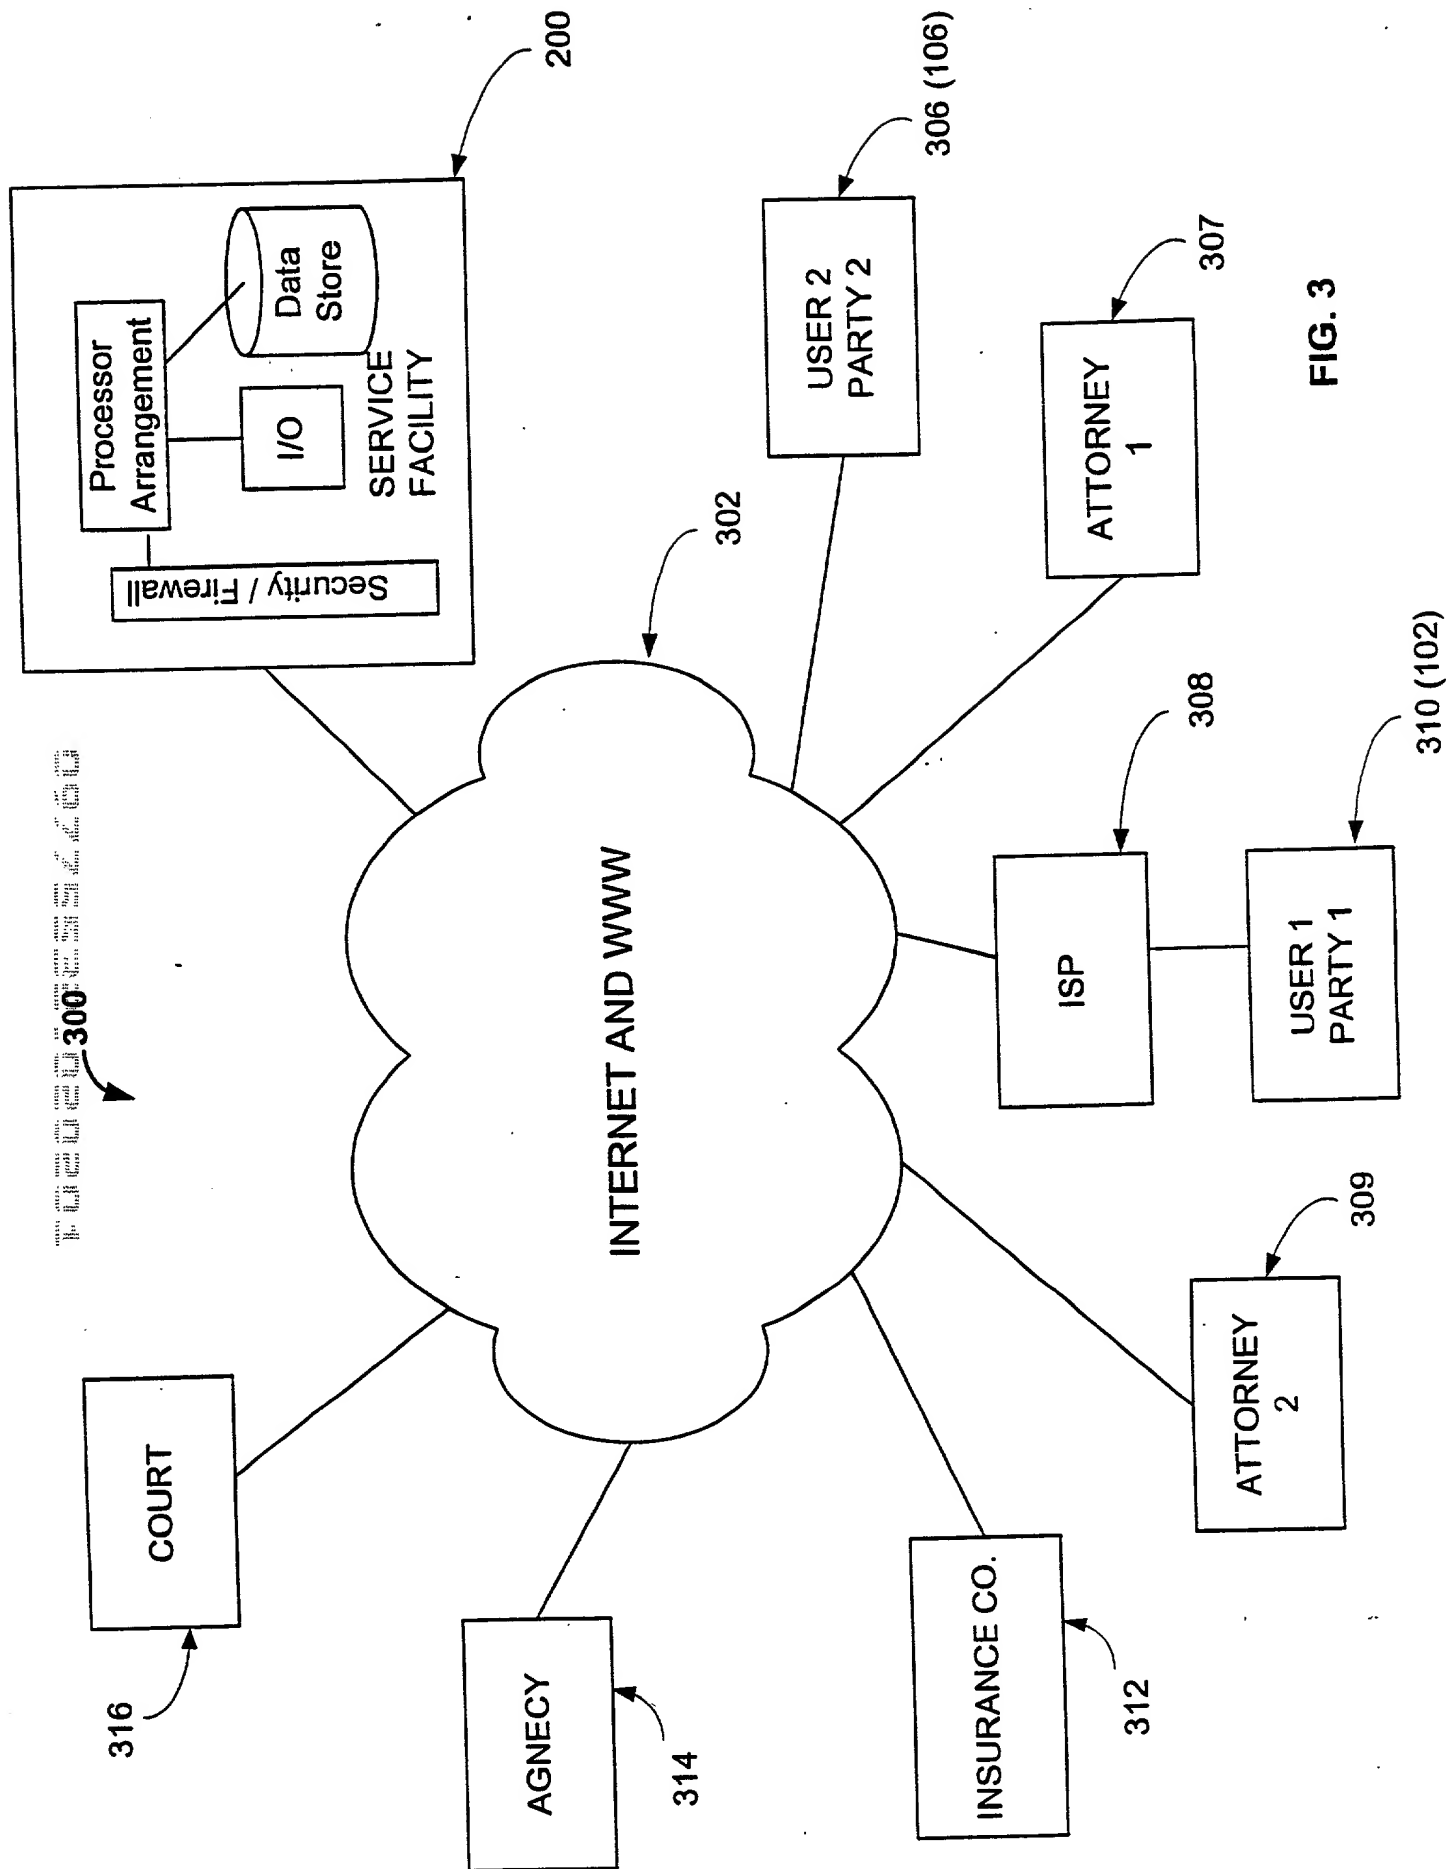 300
316
COURT
AGNECY
314
INSURANCE CO.
312
ATTORNEY
2
309
INTERNET AND WWW
302
ISP
308
USER 1
PARTY 1
310 (102)
ATTORNEY
1
307
USER 2
PARTY 2
306 (106)
Security / Firewall
Processor
Arrangement
I/O
Data
Store
SERVICE
FACILITY
200
FIG. 3